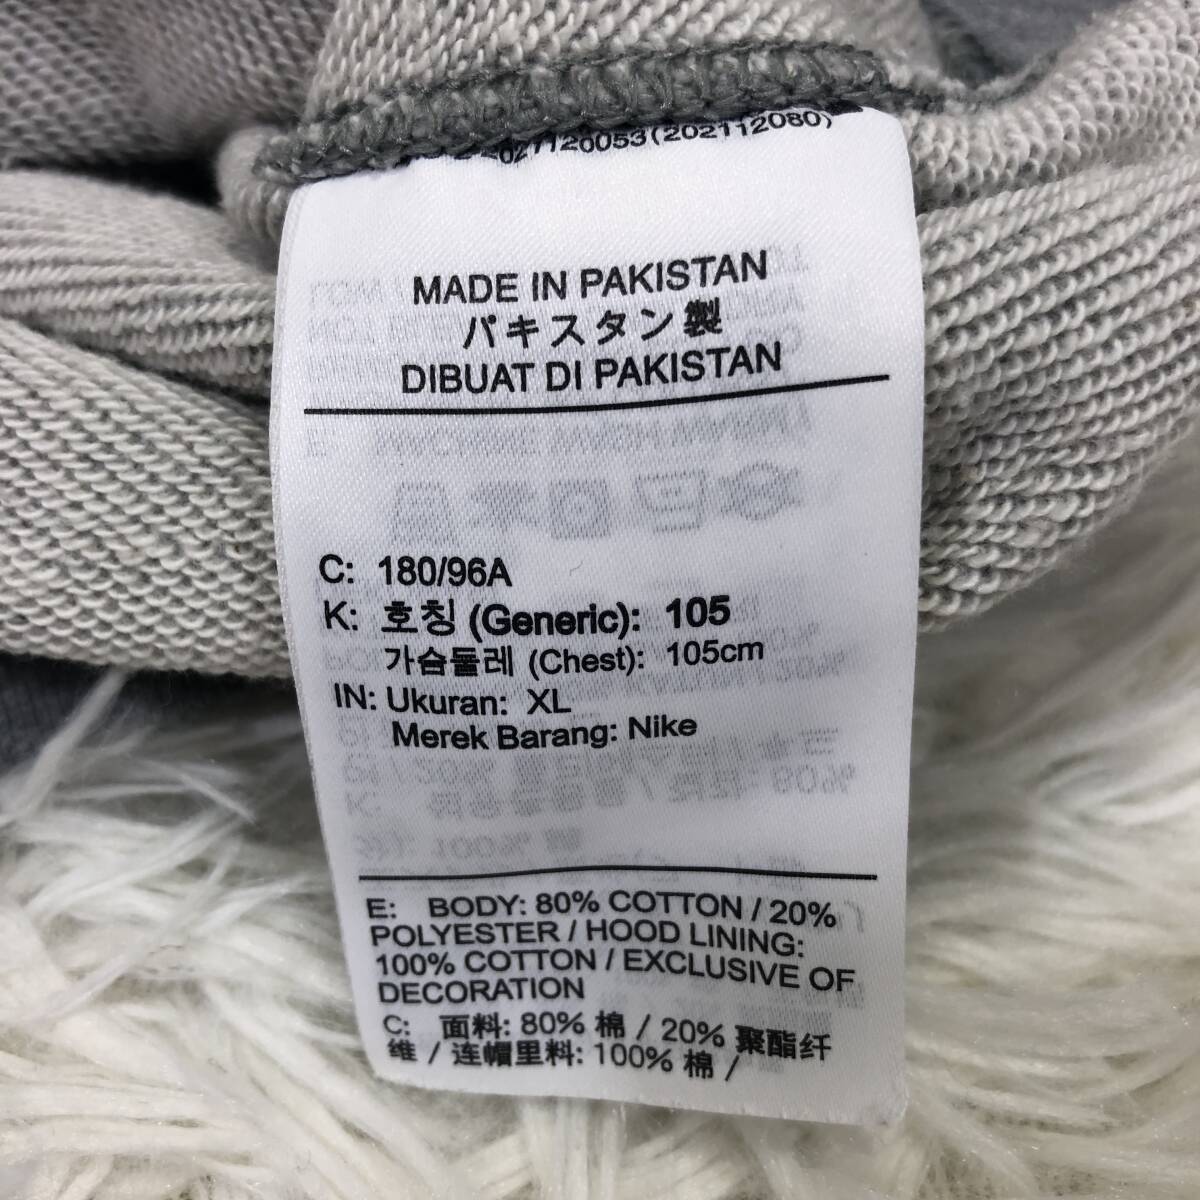 027120053(202112080)
MADE IN PAKISTAN
パキスタン製
DIBUAT DI PAKISTAN
C: 180/96A
K: 호칭 (Generic): 105
가슴둘레 (Chest): 105cm
IN: Ukuran: XL
Merek Barang: Nike
E: BODY: 80% COTTON / 20%
POLYESTER / HOOD LINING:
100% COTTON / EXCLUSIVE OF
DECORATION
C: 面料: 80% 棉 / 20% 聚酯纤
维 / 连帽里料: 100% 棉 /